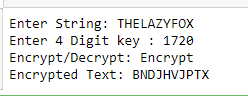 Enter String: THELAZYFOX
Enter 4 Digit key : 1720
Encrypt/Decrypt: Encrypt
Encrypted Text: BNDJHVJPTX